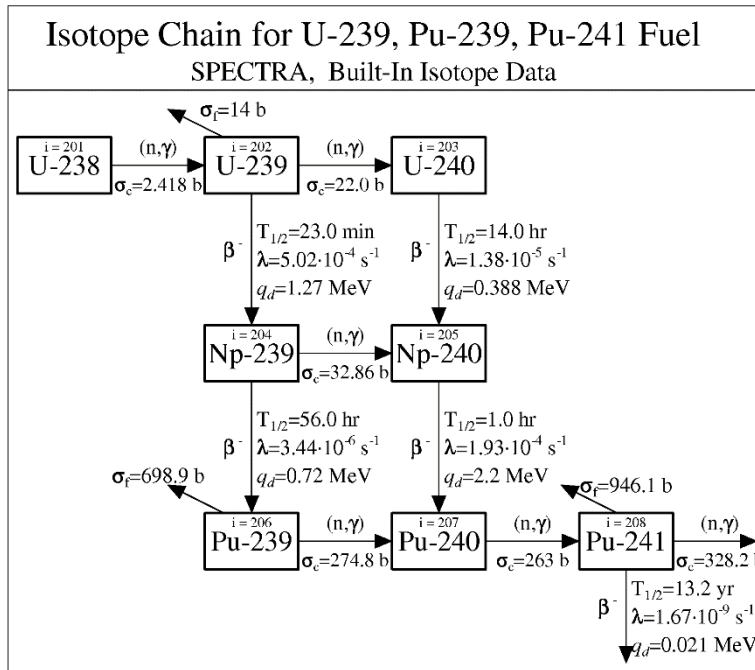 Isotope Chain for U-239, Pu-239, Pu-241 Fuel
SPECTRA, Built-In Isotope Data
σf=14 b
i = 201
U-238
(n,γ)
σc=2.418 b
i = 202
U-239
(n,γ)
σc=22.0 b
i = 203
U-240
β-
T1/2=23.0 min
λ=5.02·10-4 s-1
qd=1.27 MeV
β-
T1/2=14.0 hr
λ=1.38·10-5 s-1
qd=0.388 MeV
i = 204
Np-239
(n,γ)
σc=32.86 b
i = 205
Np-240
β-
T1/2=56.0 hr
λ=3.44·10-6 s-1
qd=0.72 MeV
β-
T1/2=1.0 hr
λ=1.93·10-4 s-1
qd=2.2 MeV
σf=698.9 b
σf=946.1 b
i = 206
Pu-239
(n,γ)
σc=274.8 b
i = 207
Pu-240
(n,γ)
σc=263 b
i = 208
Pu-241
(n,γ)
σc=328.2 b
β-
T1/2=13.2 yr
λ=1.67·10-9 s-1
qd=0.021 MeV